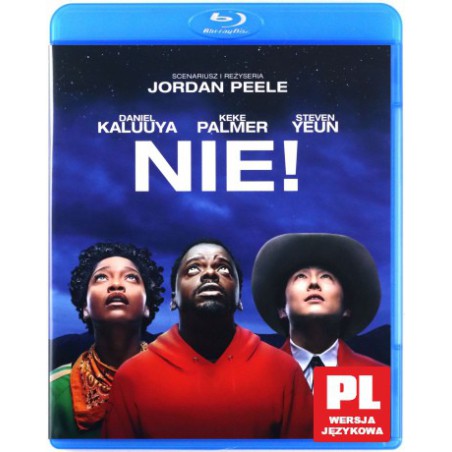 Blu-ray Disc
SCENARIUSZ I REŻYSERIA
JORDAN PEELE
DANIEL KEKE STEVEN
KALUUYA PALMER YEUN
NIE!
PL
WERSJA
JĘZYKOWA